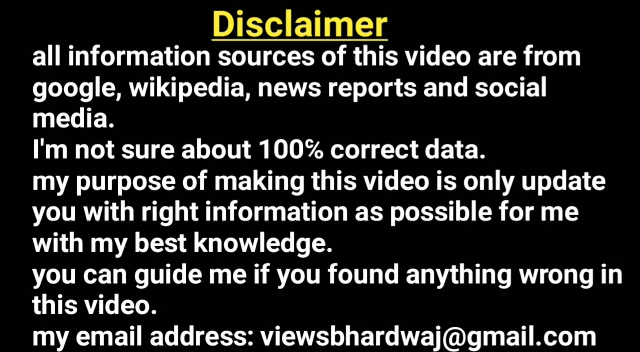 Disclaimer
all information sources of this video are from
google, wikipedia, news reports and social
media.
I'm not sure about 100℅ correct data.
my purpose of making this video is only update
you with right information as possible for me
with my best knowledge.
you can guide me if you found anything wrong in
this video.
my email address: viewsbhardwaj@gmail.com